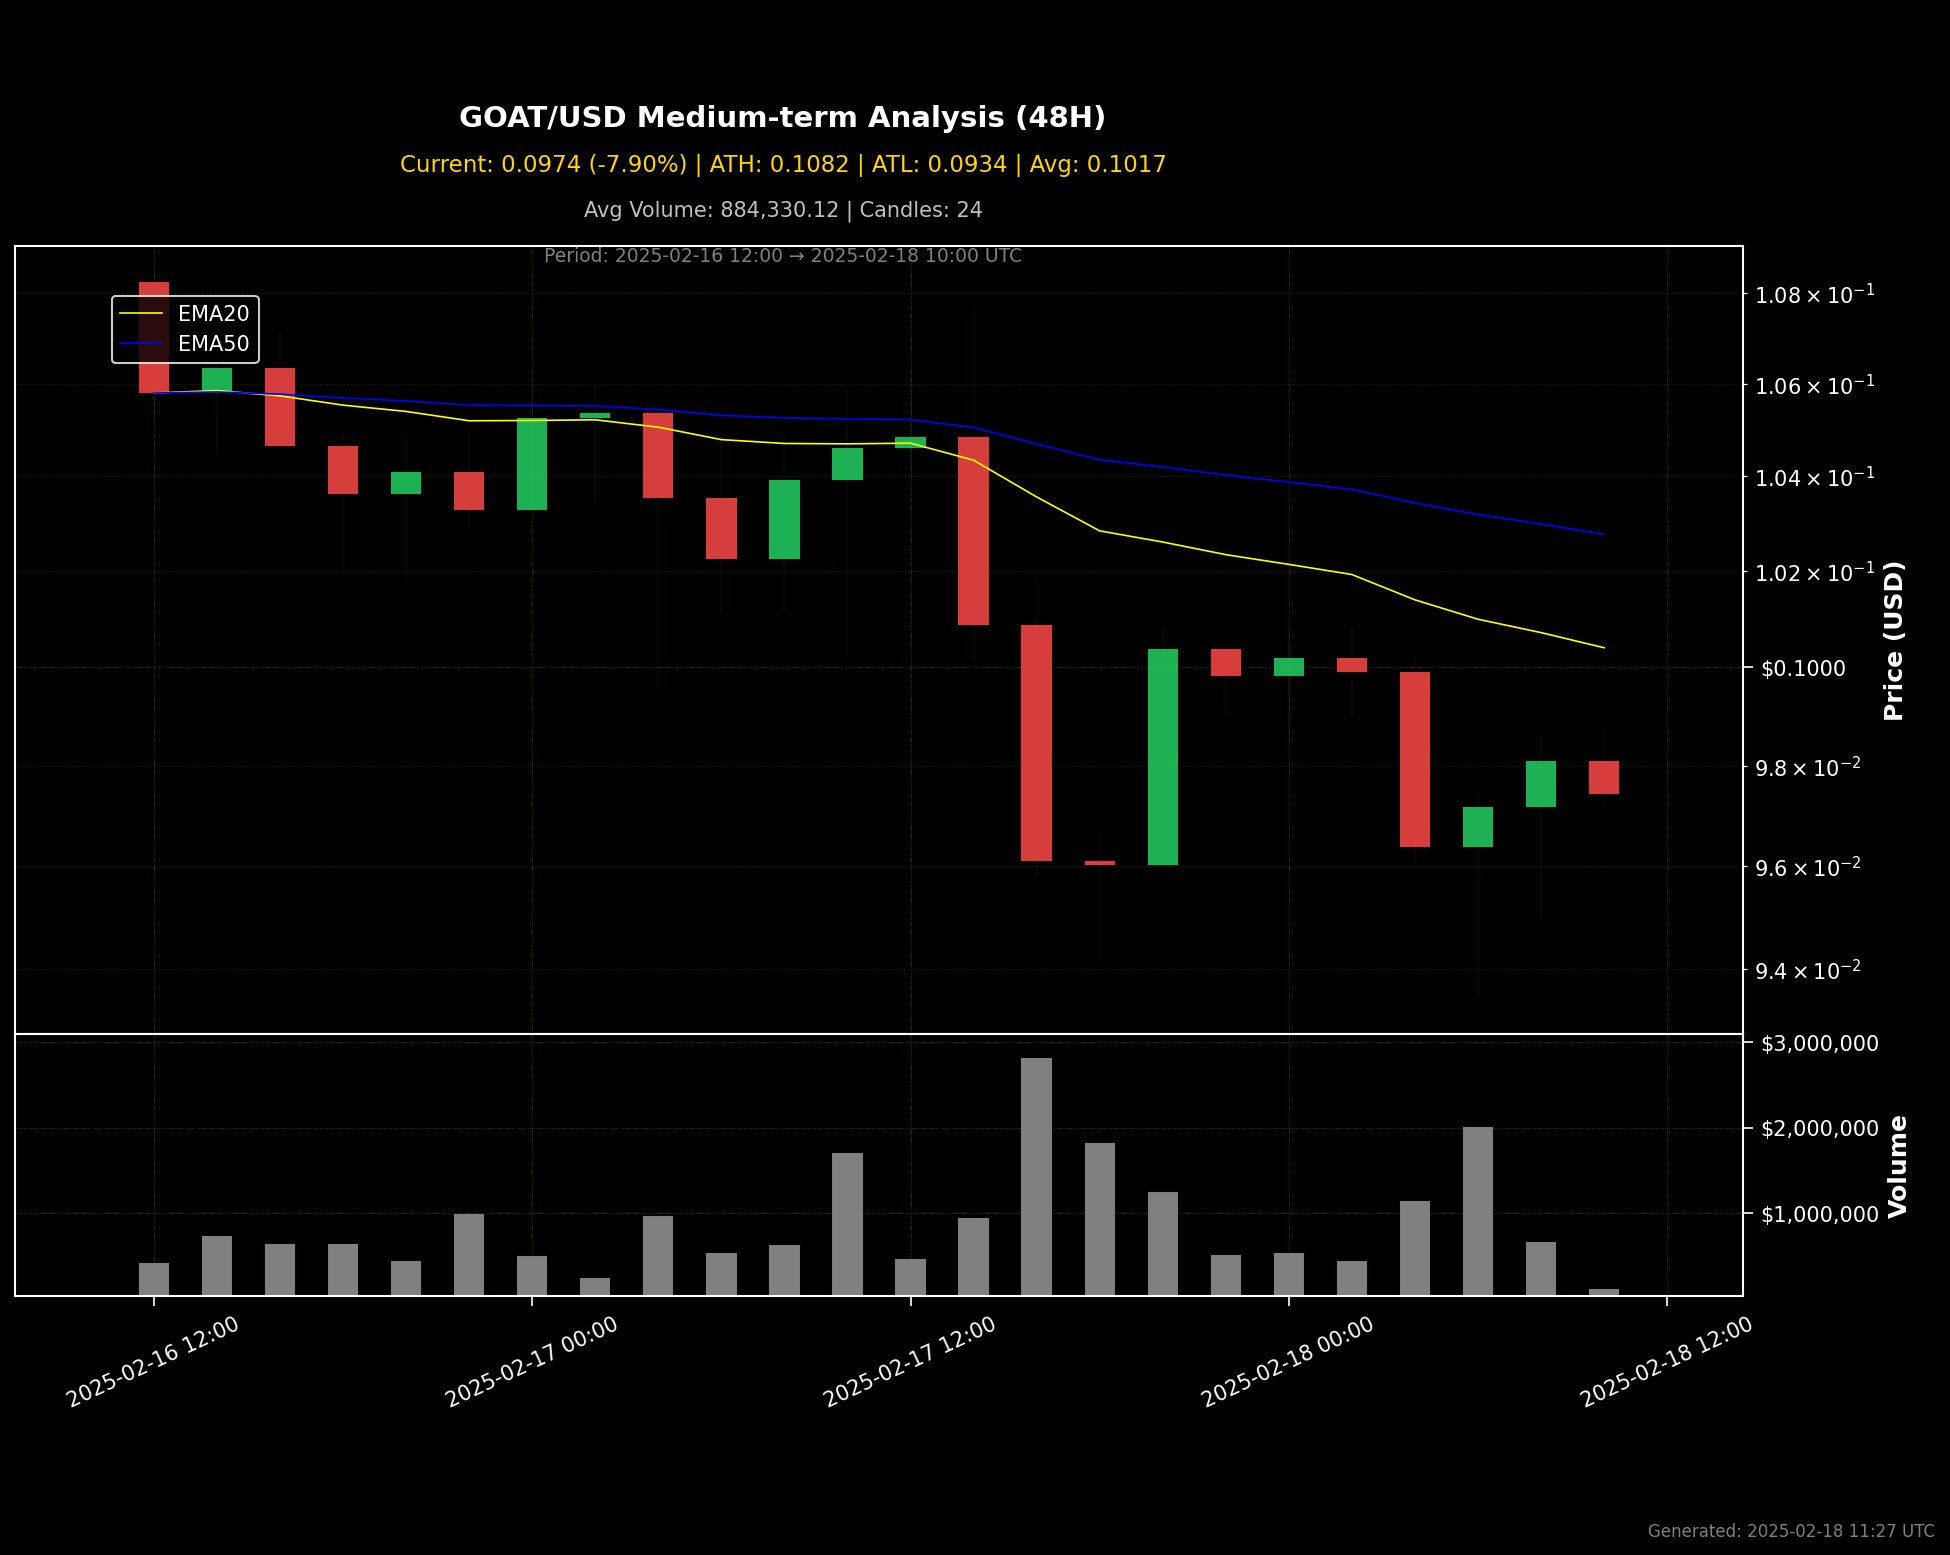 GOAT/USD Medium-term Analysis (48H)
Current: 0.0974 (-7.90%) | ATH: 0.1082 | ATL: 0.0934 | Avg: 0.1017
Avg Volume: 884,330.12 | Candles: 24
Period: 2025-02-16 12:00 → 2025-02-18 10:00 UTC
EMA20
EMA50
1.08 × 10⁻¹
1.06 × 10⁻¹
1.04 × 10⁻¹
1.02 × 10⁻¹
$0.1000
9.8 × 10⁻²
9.6 × 10⁻²
9.4 × 10⁻²
Price (USD)
$3,000,000
$2,000,000
$1,000,000
Volume
2025-02-16 12:00
2025-02-17 00:00
2025-02-17 12:00
2025-02-18 00:00
2025-02-18 12:00
Generated: 2025-02-18 11:27 UTC